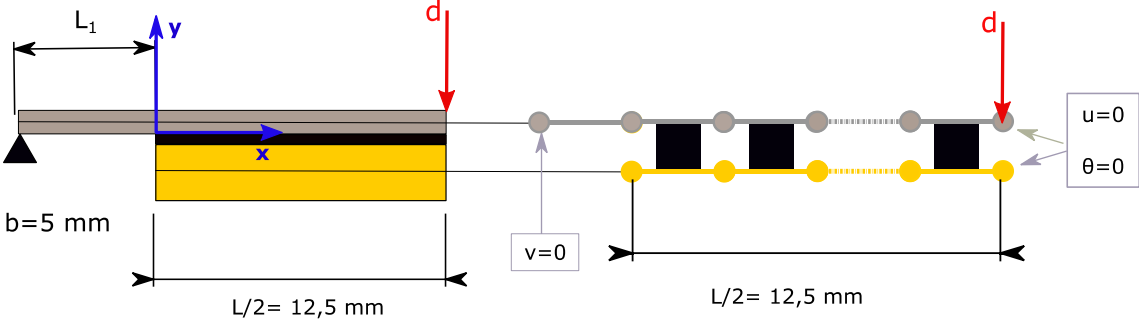 L1
y
d
x
b=5 mm
L/2= 12,5 mm
d
u=0
θ=0
v=0
L/2= 12,5 mm